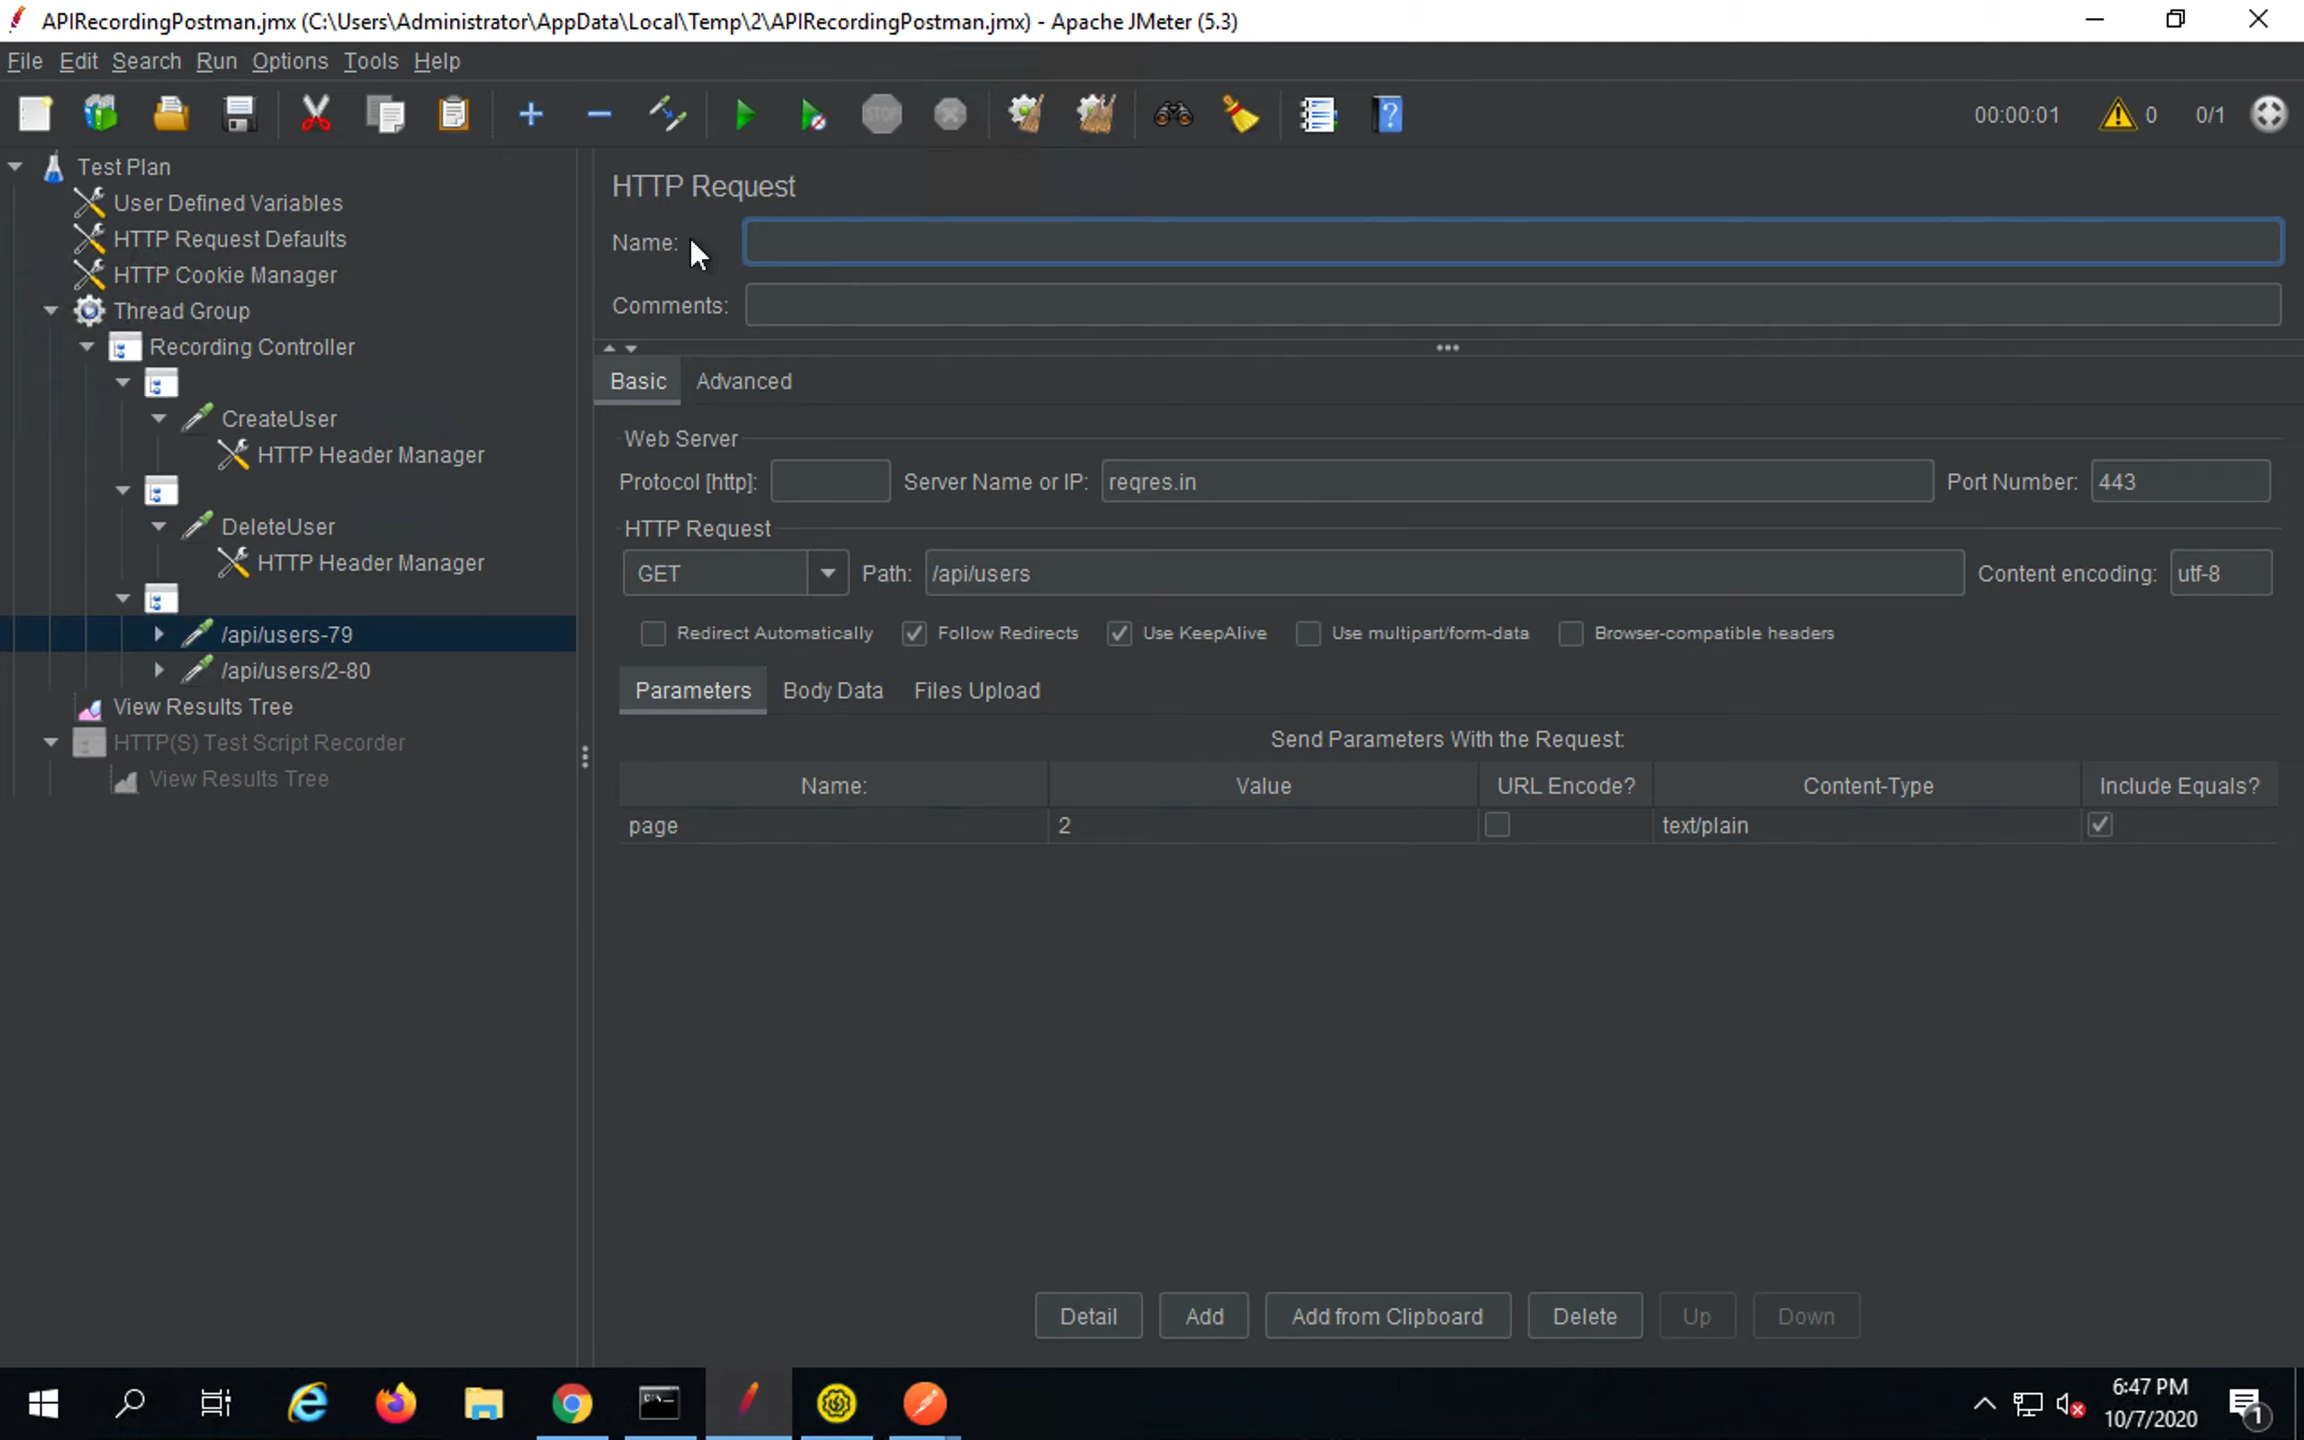 APIRecordingPostman.jmx (C:\Users\Administrator\AppData\Local\Temp\2\APIRecordingPostman.jmx) - Apache JMeter (5.3)
File Edit Search Run Options Tools Help
STOP
?
00:00:01 0 0/1
Test Plan
User Defined Variables
HTTP Request Defaults
HTTP Cookie Manager
Thread Group
Recording Controller
CreateUser
HTTP Header Manager
DeleteUser
HTTP Header Manager
/api/users-79
/api/users/2-80
View Results Tree
HTTP(S) Test Script Recorder
View Results Tree
HTTP Request
Name:
Comments:
Basic Advanced
Web Server
Protocol [http]: Server Name or IP: reqres.in Port Number: 443
HTTP Request
GET Path: /api/users Content encoding: utf-8
Redirect Automatically Follow Redirects Use KeepAlive Use multipart/form-data Browser-compatible headers
Parameters Body Data Files Upload
Send Parameters With the Request:
Name: Value URL Encode? Content-Type Include Equals?
page 2 text/plain
Detail Add Add from Clipboard Delete Up Down
6:47 PM
10/7/2020
1